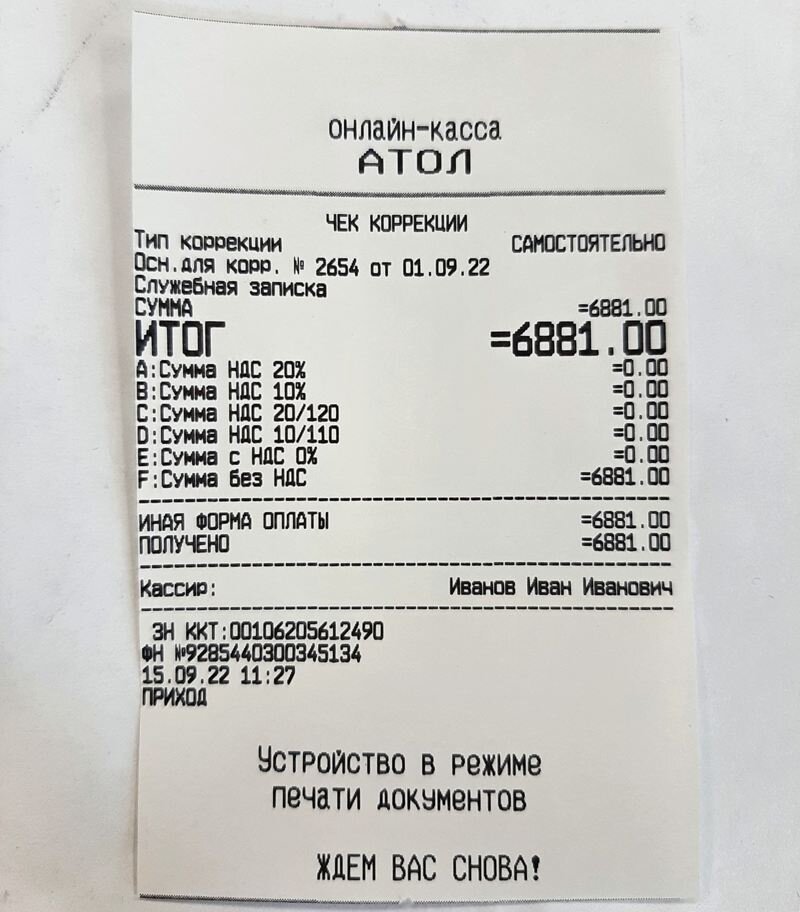 ОНЛАЙН-КАССА
АТОЛ
ЧЕК КОРРЕКЦИИ
Тип коррекции САМОСТОЯТЕЛЬНО
Осн.для корр. № 2654 от 01.09.22
Служебная записка
СУММА =6881.00
ИТОГ =6881.00
A:Сумма НДС 20% =0.00
B:Сумма НДС 10% =0.00
C:Сумма НДС 20/120 =0.00
D:Сумма НДС 10/110 =0.00
E:Сумма с НДС 0% =0.00
F:Сумма без НДС =6881.00
ИНАЯ ФОРМА ОПЛАТЫ =6881.00
ПОЛУЧЕНО =6881.00
Кассир: Иванов Иван Иванович
ЗН ККТ:00106205612490
ФН №9285440300345134
15.09.22 11:27
ПРИХОД
Устройство в режиме
печати документов
ЖДЕМ ВАС СНОВА!